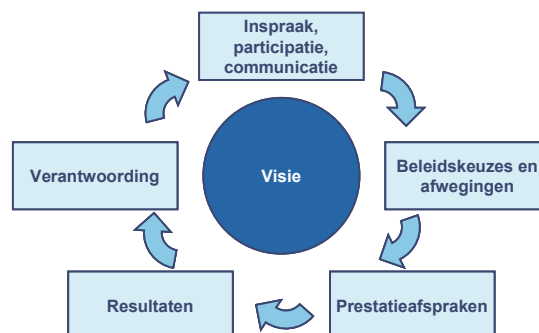 Inspraak,
participatie,
communicatie
Verantwoording
Visie
Beleidskeuzes en
afwegingen
Resultaten
Prestatieafspraken